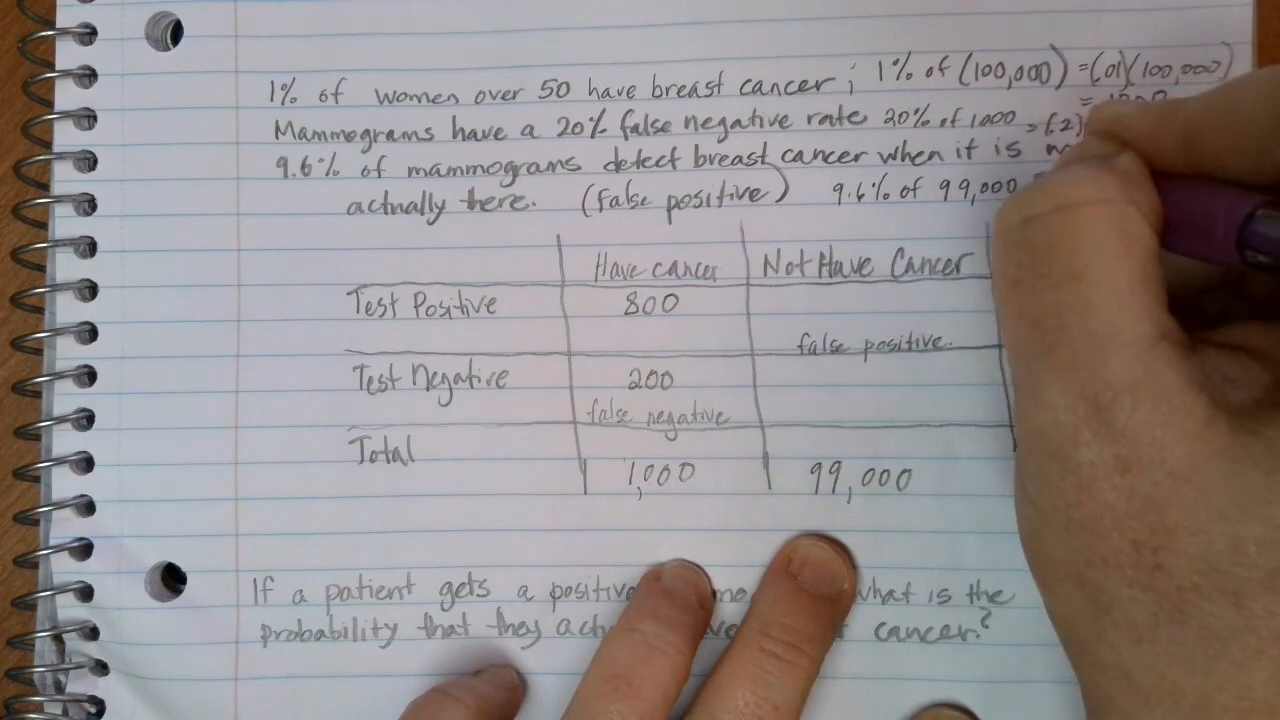 1% of women over 50 have breast cancer; 1% of (100,000) = (.01)(100,000)
Mammograms have a 20% false negative rate 20% of 1000 = (.2)
9.6% of mammograms detect breast cancer when it is
actually there. (false positive) 9.6% of 99,000
Have cancer Not Have Cancer
Test Positive 800
false positive.
Test Negative 200
false negative
Total
1,000 99,000
If a patient gets a positive what is the
probability that they cancer?